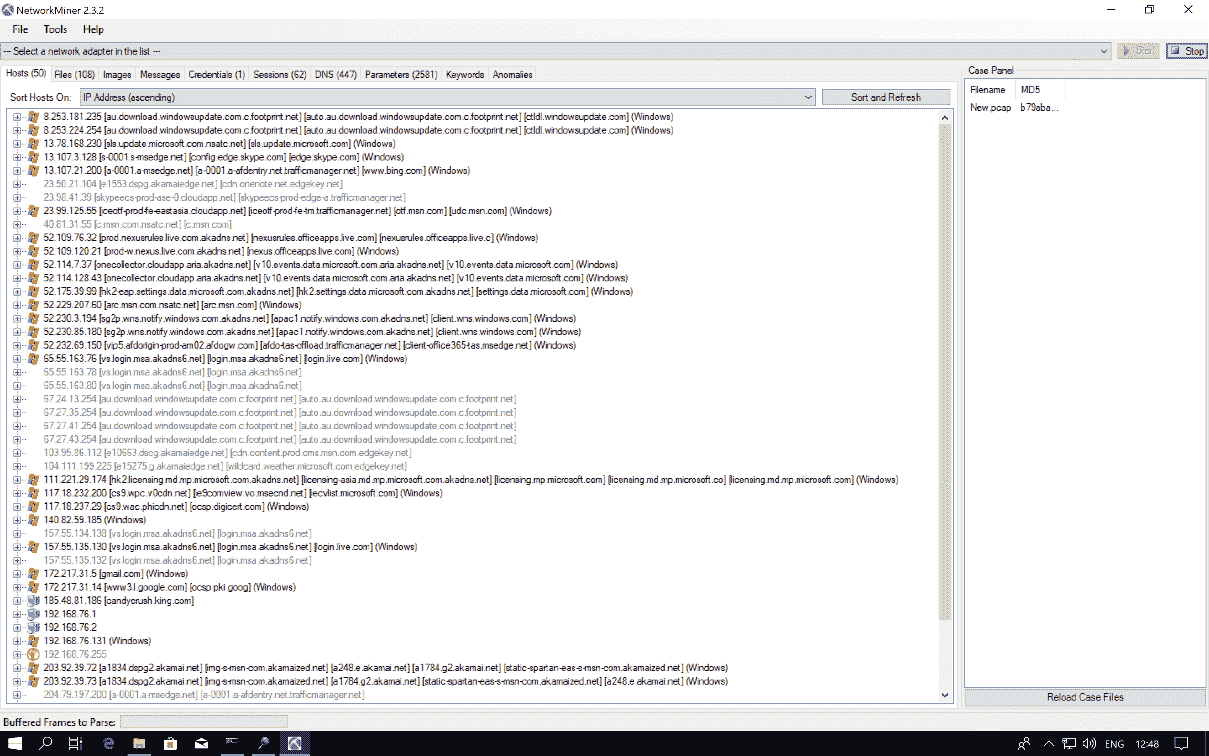 NetworkMiner 2.3.2
File Tools Help
--- Select a network adapter in the list ---
Start Stop
Hosts (50) Files (108) Images Messages Credentials (1) Sessions (62) DNS (447) Parameters (2581) Keywords Anomalies
Sort Hosts On: IP Address (ascending) Sort and Refresh
8.253.181.235 [au.download.windowsupdate.com.c.footprint.net] [auto.au.download.windowsupdate.com.c.footprint.net] [ctldl.windowsupdate.com] (Windows)
8.253.224.254 [au.download.windowsupdate.com.c.footprint.net] [auto.au.download.windowsupdate.com.c.footprint.net] [ctldl.windowsupdate.com] (Windows)
13.78.168.230 [sls.update.microsoft.com.nsatc.net] [sls.update.microsoft.com] (Windows)
13.107.3.128 [s-0001.s-msedge.net] [config.edge.skype.com] [edge.skype.com] (Windows)
13.107.21.200 [a-0001.a-msedge.net] [a-0001.a-afdentry.net.trafficmanager.net] [www.bing.com] (Windows)
23.50.21.104 [e1553.dspg.akamaiedge.net] [cdn.onenote.net.edgekey.net]
23.98.41.39 [skypeecs-prod-ase-0.cloudapp.net] [skypeecs-prod-edge-a.trafficmanager.net]
23.99.125.55 [iceotf-prod-fe-eastasia.cloudapp.net] [iceotf-prod-fe-tm.trafficmanager.net] [otf.msn.com] [udc.msn.com] (Windows)
40.81.31.55 [c.msn.com.nsatc.net] [c.msn.com]
52.109.76.32 [prod.nexusrules.live.com.akadns.net] [nexusrules.officeapps.live.com] [nexusrules.officeapps.live.c] (Windows)
52.109.120.21 [prod-w.nexus.live.com.akadns.net] [nexus.officeapps.live.com] (Windows)
52.114.7.37 [onecollector.cloudapp.aria.akadns.net] [v10.events.data.microsoft.com.aria.akadns.net] [v10.events.data.microsoft.com] (Windows)
52.114.128.43 [onecollector.cloudapp.aria.akadns.net] [v10.events.data.microsoft.com.aria.akadns.net] [v10.events.data.microsoft.com] (Windows)
52.175.39.99 [hk2-eap.settings.data.microsoft.com.akadns.net] [hk2.settings.data.microsoft.com.akadns.net] [settings.data.microsoft.com] (Windows)
52.229.207.60 [arc.msn.com.nsatc.net] [arc.msn.com] (Windows)
52.230.3.194 [sg2p.wns.notify.windows.com.akadns.net] [apac1.notify.windows.com.akadns.net] [client.wns.windows.com] (Windows)
52.230.85.180 [sg2p.wns.notify.windows.com.akadns.net] [apac1.notify.windows.com.akadns.net] [client.wns.windows.com] (Windows)
52.232.69.150 [vip5.afdorigin-prod-am02.afdogw.com] [afdo-tas-offload.trafficmanager.net] [client-office365-tas.msedge.net] (Windows)
65.55.163.76 [vs.login.msa.akadns6.net] [login.msa.akadns6.net] [login.live.com] (Windows)
65.55.163.78 [vs.login.msa.akadns6.net] [login.msa.akadns6.net]
65.55.163.80 [vs.login.msa.akadns6.net] [login.msa.akadns6.net]
67.24.13.254 [au.download.windowsupdate.com.c.footprint.net] [auto.au.download.windowsupdate.com.c.footprint.net]
67.27.35.254 [au.download.windowsupdate.com.c.footprint.net] [auto.au.download.windowsupdate.com.c.footprint.net]
67.27.41.254 [au.download.windowsupdate.com.c.footprint.net] [auto.au.download.windowsupdate.com.c.footprint.net]
67.27.43.254 [au.download.windowsupdate.com.c.footprint.net] [auto.au.download.windowsupdate.com.c.footprint.net]
103.95.86.112 [e10663.dscg.akamaiedge.net] [cdn.content.prod.cms.msn.com.edgekey.net]
104.111.199.225 [e15275.g.akamaiedge.net] [wildcard.weather.microsoft.com.edgekey.net]
111.221.29.174 [hk2.licensing.md.mp.microsoft.com.akadns.net] [licensing-asia.md.mp.microsoft.com.akadns.net] [licensing.mp.microsoft.com] [licensing.md.mp.microsoft.co] [licensing.md.mp.microsoft.com] (Windows)
117.18.232.200 [cs9.wpc.v0cdn.net] [ie9comview.vo.msecnd.net] [iecvlist.microsoft.com] (Windows)
117.18.237.29 [cs9.wac.phicdn.net] [ocsp.digicert.com] (Windows)
140.82.59.185 (Windows)
157.55.134.138 [vs.login.msa.akadns6.net] [login.msa.akadns6.net]
157.55.135.130 [vs.login.msa.akadns6.net] [login.msa.akadns6.net] [login.live.com] (Windows)
157.55.135.132 [vs.login.msa.akadns6.net] [login.msa.akadns6.net]
172.217.31.5 [gmail.com] (Windows)
172.217.31.14 [www3.l.google.com] [ocsp.pki.goog] (Windows)
185.48.81.186 [candycrush.king.com]
192.168.76.1
192.168.76.2
192.168.76.131 (Windows)
192.168.76.255
203.92.39.72 [a1834.dspg2.akamai.net] [img-s-msn-com.akamaized.net] [a248.e.akamai.net] [a1784.g2.akamai.net] [static-spartan-eas-s-msn-com.akamaized.net] (Windows)
203.92.39.73 [a1834.dspg2.akamai.net] [img-s-msn-com.akamaized.net] [a1784.g2.akamai.net] [static-spartan-eas-s-msn-com.akamaized.net] [a248.e.akamai.net] (Windows)
204.79.197.200 [a-0001.a-msedge.net] [a-0001.a-afdentry.net.trafficmanager.net]
Case Panel
Filename MD5
New.pcap b79aba...
Reload Case Files
Buffered Frames to Parse:
ENG 12:48